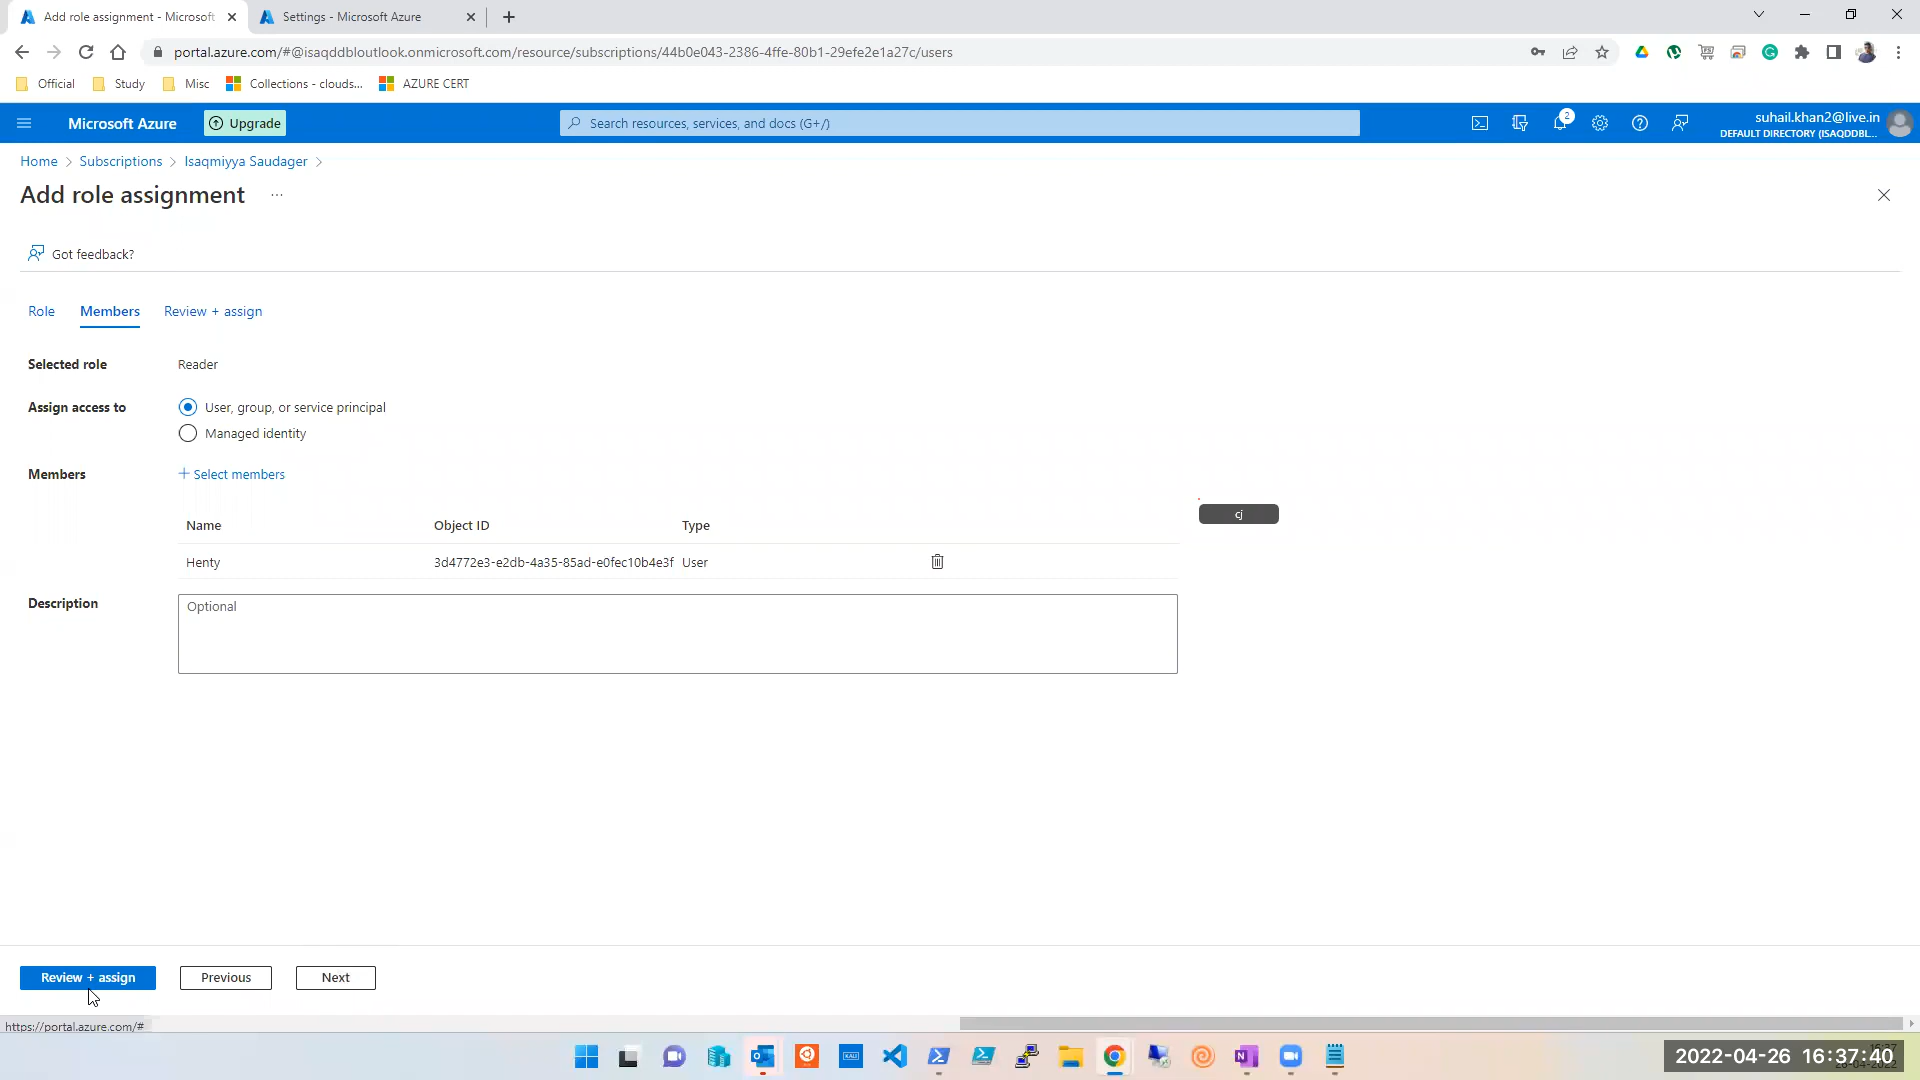 Add role assignment - Microsoft
Settings - Microsoft Azure
portal.azure.com/#@isaqddbloutlook.onmicrosoft.com/resource/subscriptions/44b0e043-2386-4ffe-80b1-29efe2e1a27c/users
Official
Study
Misc
Collections - clouds...
AZURE CERT
Microsoft Azure
Upgrade
Search resources, services, and docs (G+/)
2
suhail.khan2@live.in
DEFAULT DIRECTORY (ISAQDDBL...
Home > Subscriptions > Isaqmiyya Saudager >
Add role assignment ...
Got feedback?
Role
Members
Review + assign
Selected role
Reader
Assign access to
User, group, or service principal
Managed identity
Members
+ Select members
Name
Object ID
Type
cj
Henty
3d4772e3-e2db-4a35-85ad-e0fec10b4e3f
User
Description
Optional
Review + assign
Previous
Next
https://portal.azure.com/#
2022-04-26 16:37:40